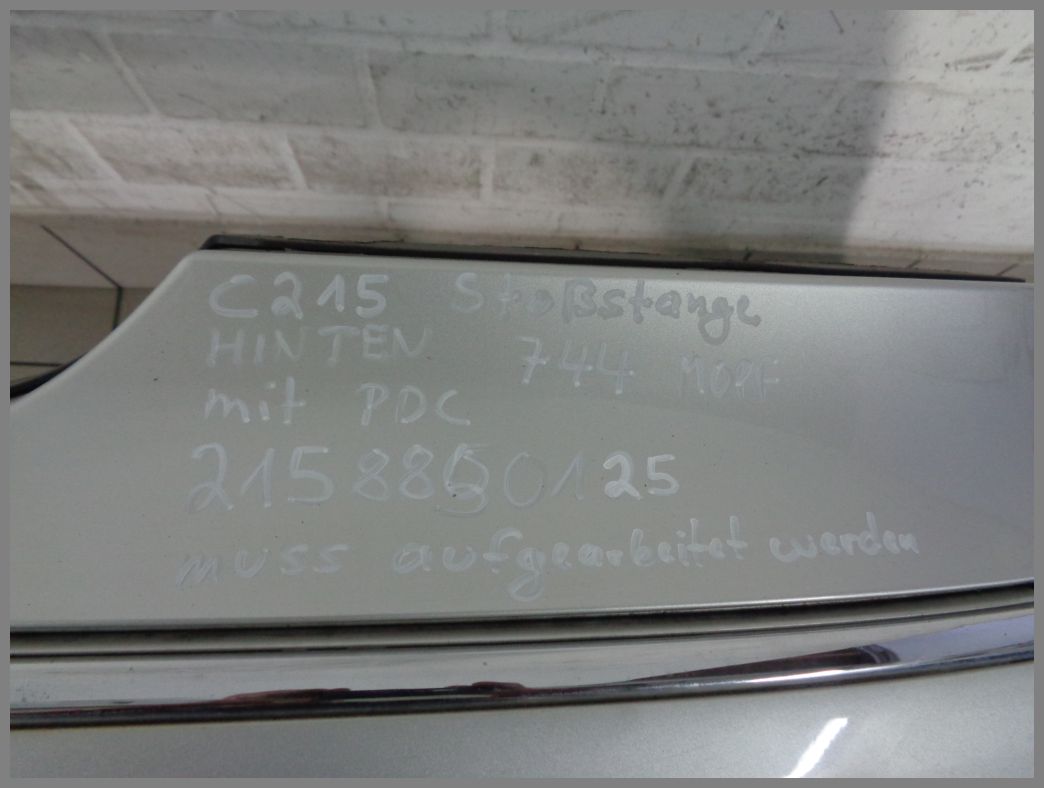 C215 Stoßstange
HINTEN 744 MOPF
mit PDC
2158850125
muss aufgearbeitet werden